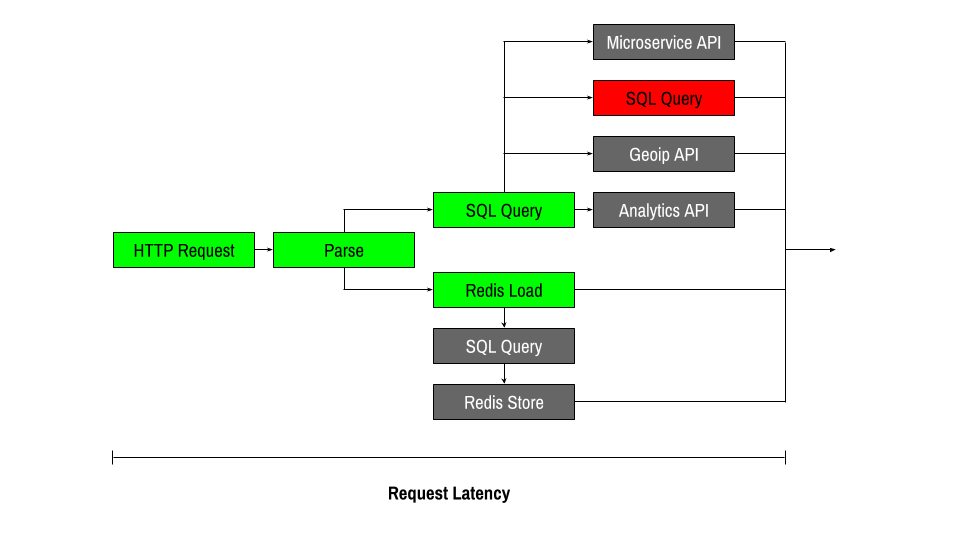 Microservice API
SQL Query
Geoip API
SQL Query
Analytics API
HTTP Request
Parse
Redis Load
SQL Query
Redis Store
Request Latency